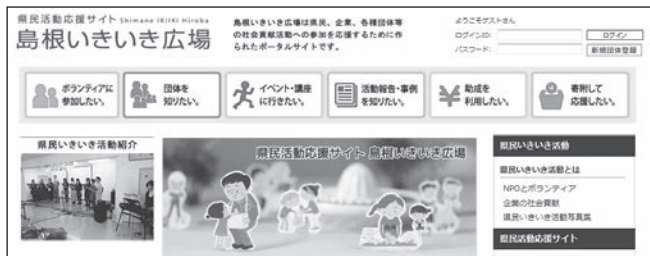 県民活動応援サイト Shimane IKIIKI Hiroba
島根いきいき広場
島根いきいき広場は県民、企業、各種団体等
の社会貢献活動への参加を応援するために作
られたポータルサイトです。
ようこそゲストさん
ログインID:
ログイン
パスワード:
新規団体登録
ボランティアに
参加したい。
団体を
知りたい。
イベント・講座
に行きたい。
活動報告・事例
を知りたい。
助成を
利用したい。
寄附して
応援したい。
県民いきいき活動紹介
県民活動応援サイト 島根いきいき広場
県民いきいき活動
県民いきいき活動とは
NPOとボランティア
企業の社会貢献
県民いきいき活動写真集
県民活動応援サイト